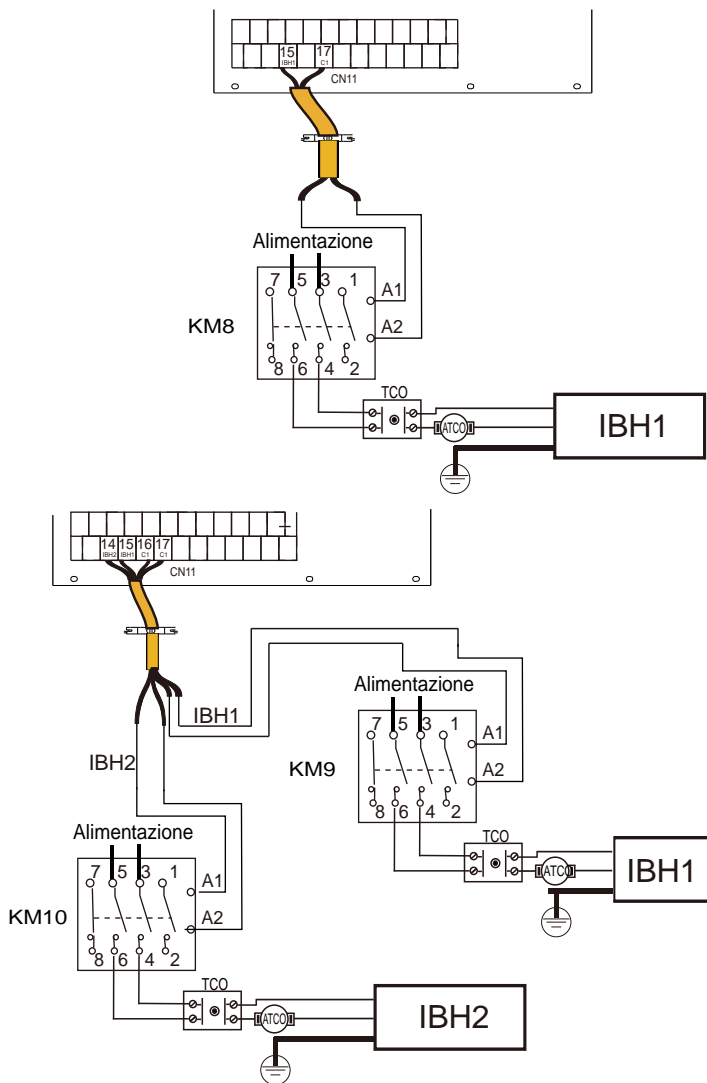 15 17
IBH1 C1
CN11
Alimentazione
7 5 3 1
A1
A2
KM8
8 6 4 2
TCO
ATCO
IBH1
14 15 16 17
IBH2 IBH1 C1 C1
CN11
IBH1
IBH2
Alimentazione
7 5 3 1
A1
A2
KM9
8 6 4 2
TCO
ATCO
IBH1
Alimentazione
7 5 3 1
A1
A2
KM10
8 6 4 2
TCO
ATCO
IBH2